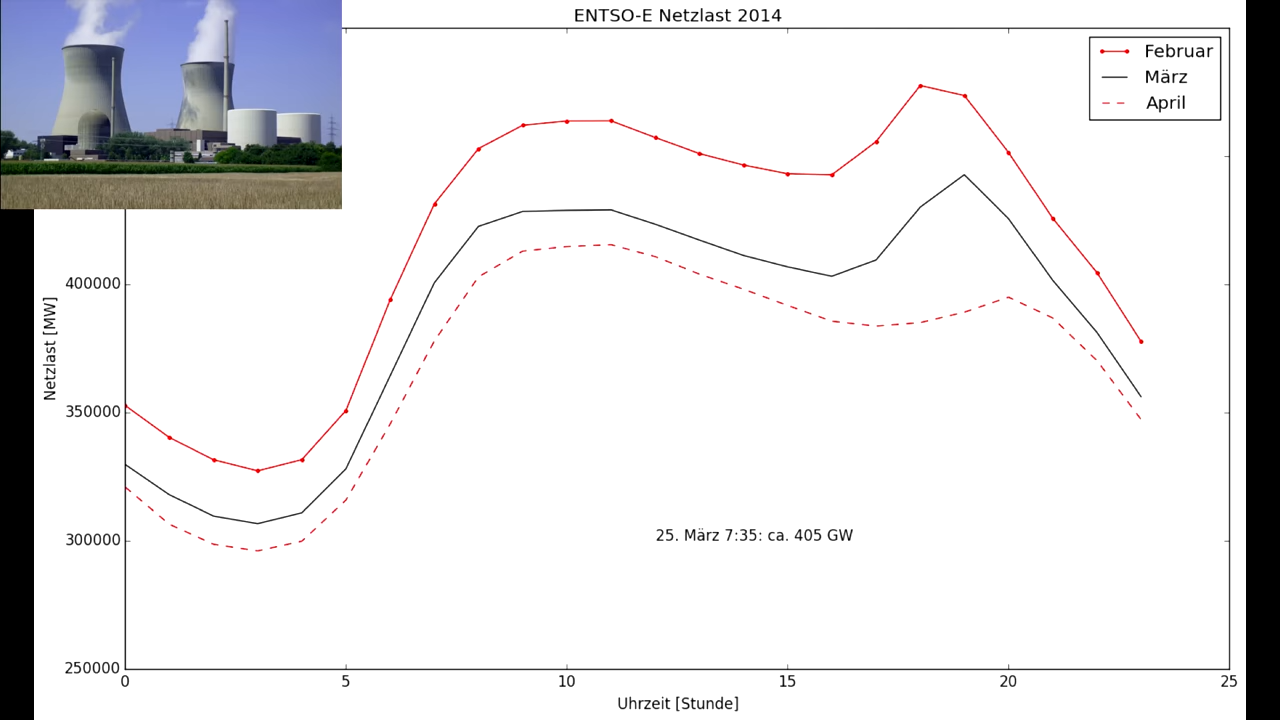 ENTSO-E Netzlast 2014
Februar
März
April
400000
350000
300000
250000
Netzlast [MW]
25. März 7:35: ca. 405 GW
0 5 10 15 20 25
Uhrzeit [Stunde]